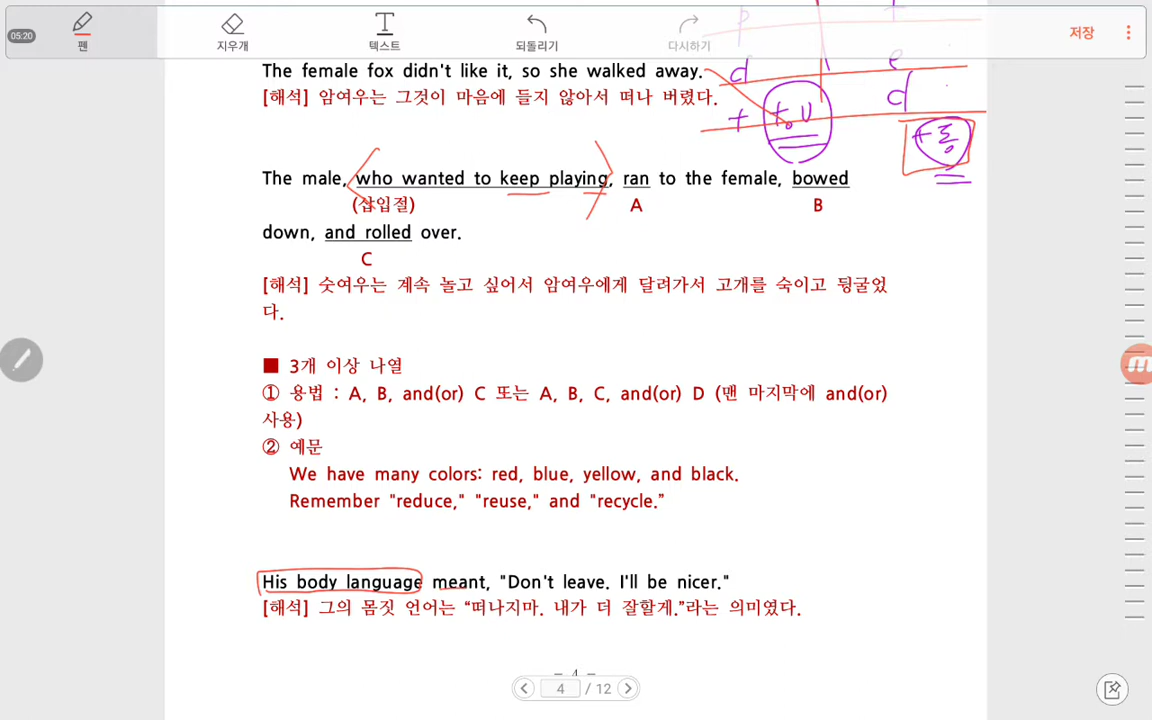 05:20
펜
지우개
텍스트
되돌리기
다시하기
저장
p
d e
d
+ to U
+ 동
The female fox didn't like it, so she walked away.
[해석] 암여우는 그것이 마음에 들지 않아서 떠나 버렸다.
The male, who wanted to keep playing, ran to the female, bowed
(삽입절) A B
down, and rolled over.
C
[해석] 숫여우는 계속 놀고 싶어서 암여우에게 달려가서 고개를 숙이고 뒹굴었
다.
■ 3개 이상 나열
① 용법 : A, B, and(or) C 또는 A, B, C, and(or) D (맨 마지막에 and(or)
사용)
② 예문
We have many colors: red, blue, yellow, and black.
Remember "reduce," "reuse," and "recycle."
His body language meant, "Don't leave. I'll be nicer."
[해석] 그의 몸짓 언어는 “떠나지마. 내가 더 잘할게.”라는 의미였다.
- 4 -
4 / 12